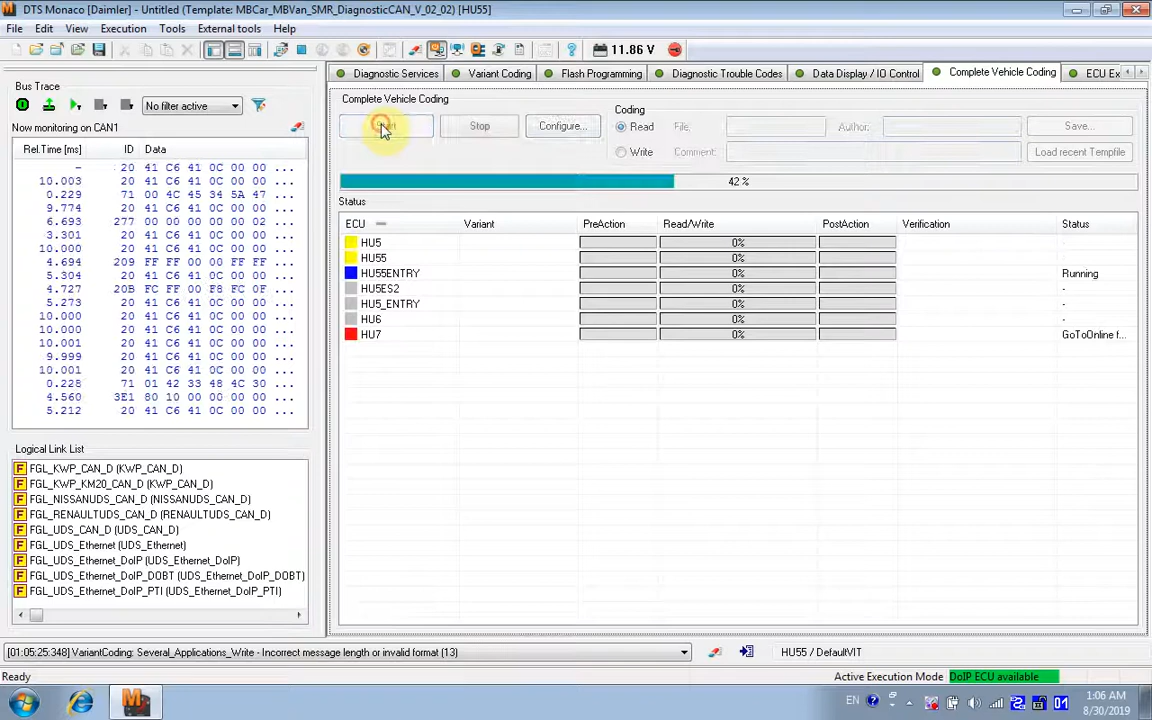 DTS Monaco [Daimler] - Untitled (Template: MBCar_MBVan_SMR_DiagnosticCAN_V_02_02) [HU55]
File Edit View Execution Tools External tools Help
11.86 V
Bus Trace
No filter active
Now monitoring on CAN1
Rel.Time [ms] ID Data
- 20 41 C6 41 0C 00 00 ...
10.003 20 41 C6 41 0C 00 00 ...
0.229 71 00 4C 45 34 5A 47 ...
9.774 20 41 C6 41 0C 00 00 ...
6.693 277 00 00 00 00 00 02 ...
3.301 20 41 C6 41 0C 00 00 ...
10.000 20 41 C6 41 0C 00 00 ...
4.694 209 FF FF 00 00 FF FF ...
5.304 20 41 C6 41 0C 00 00 ...
4.727 20B FC FF 00 F8 FC 0F ...
5.273 20 41 C6 41 0C 00 00 ...
10.000 20 41 C6 41 0C 00 00 ...
10.000 20 41 C6 41 0C 00 00 ...
10.001 20 41 C6 41 0C 00 00 ...
9.999 20 41 C6 41 0C 00 00 ...
10.001 20 41 C6 41 0C 00 00 ...
0.228 71 01 42 33 48 4C 30 ...
4.560 3E1 80 10 00 00 00 00 ...
5.212 20 41 C6 41 0C 00 00 ...
Logical Link List
FGL_KWP_CAN_D (KWP_CAN_D)
FGL_KWP_KM20_CAN_D (KWP_CAN_D)
FGL_NISSANUDS_CAN_D (NISSANUDS_CAN_D)
FGL_RENAULTUDS_CAN_D (RENAULTUDS_CAN_D)
FGL_UDS_CAN_D (UDS_CAN_D)
FGL_UDS_Ethernet (UDS_Ethernet)
FGL_UDS_Ethernet_DoIP (UDS_Ethernet_DoIP)
FGL_UDS_Ethernet_DoIP_DOBT (UDS_Ethernet_DoIP_DOBT)
FGL_UDS_Ethernet_DoIP_PTI (UDS_Ethernet_DoIP_PTI)
Diagnostic Services Variant Coding Flash Programming Diagnostic Trouble Codes Data Display / IO Control Complete Vehicle Coding ECU Ex
Complete Vehicle Coding
Stop Configure...
Coding
Read File: Author: Save...
Write Comment: Load recent Tempfile
42 %
Status
ECU Variant PreAction Read/Write PostAction Verification Status
HU5 0% -
HU55 0% -
HU55ENTRY 0% Running
HU5ES2 0% -
HU5_ENTRY 0% -
HU6 0% -
HU7 0% GoToOnline f...
[01:05:25:348] VariantCoding: Several_Applications_Write - Incorrect message length or invalid format (13)
HU55 / DefaultVIT
Ready
Active Execution Mode DoIP ECU available
EN 01 1:06 AM
8/30/2019